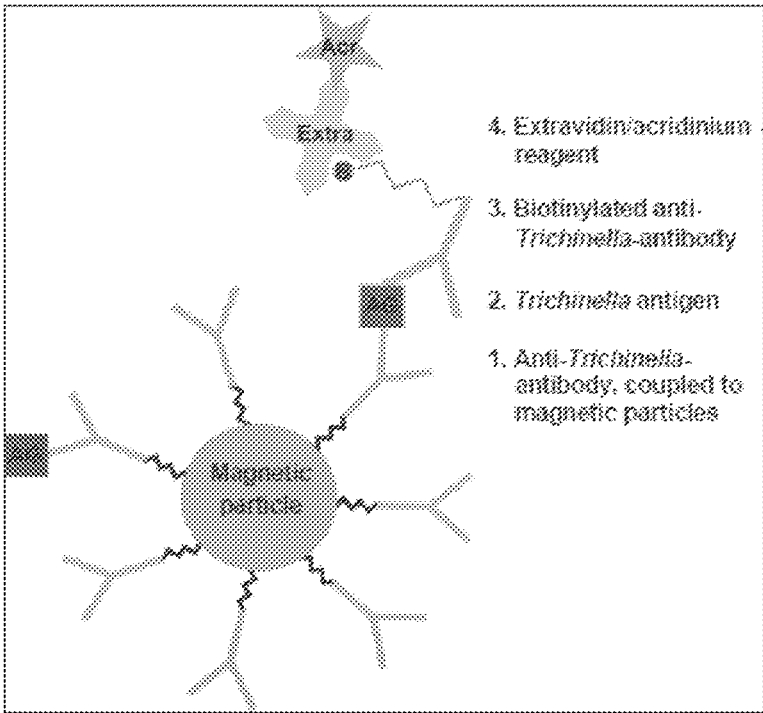 Acr
Extra
4. Extravidin/acridinium
reagent
3. Biotinylated anti-
Trichinella-antibody
2. Trichinella antigen
1. Anti-Trichinella-
antibody, coupled to
magnetic particles
Magnetic
particle